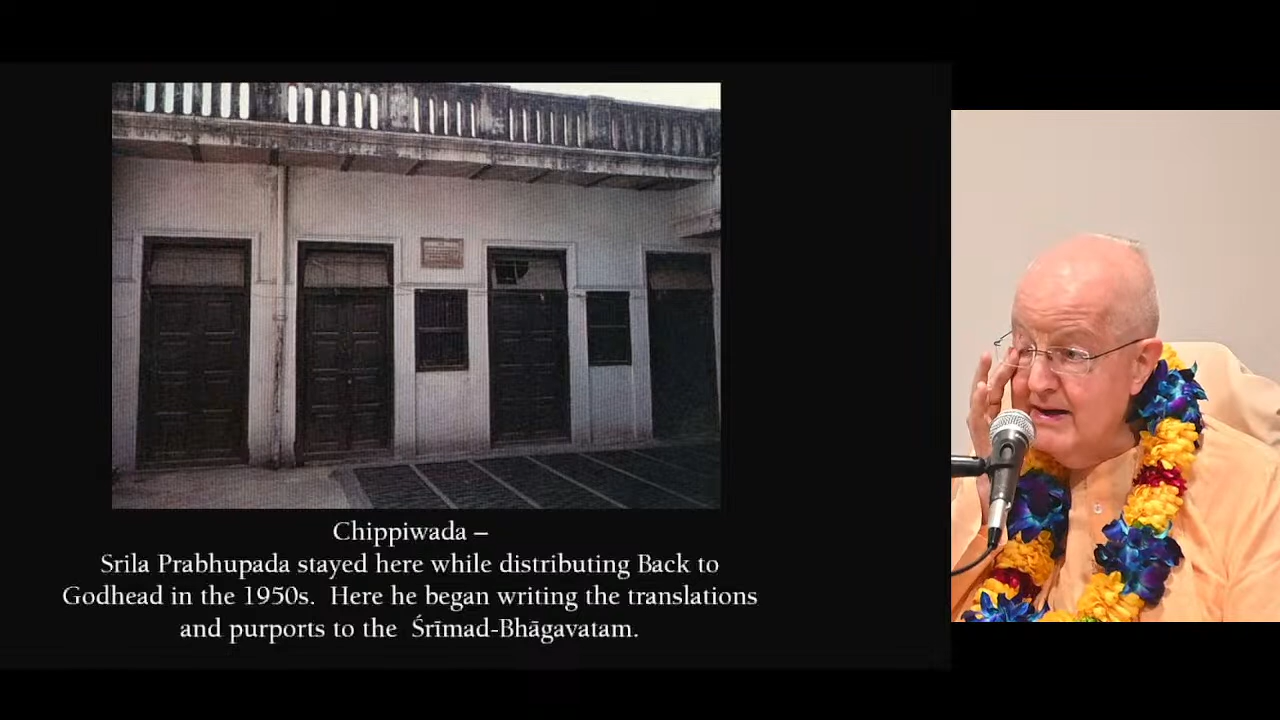 Chippiwada –
Srila Prabhupada stayed here while distributing Back to
Godhead in the 1950s.  Here he began writing the translations
and purports to the  Śrīmad-Bhāgavatam.